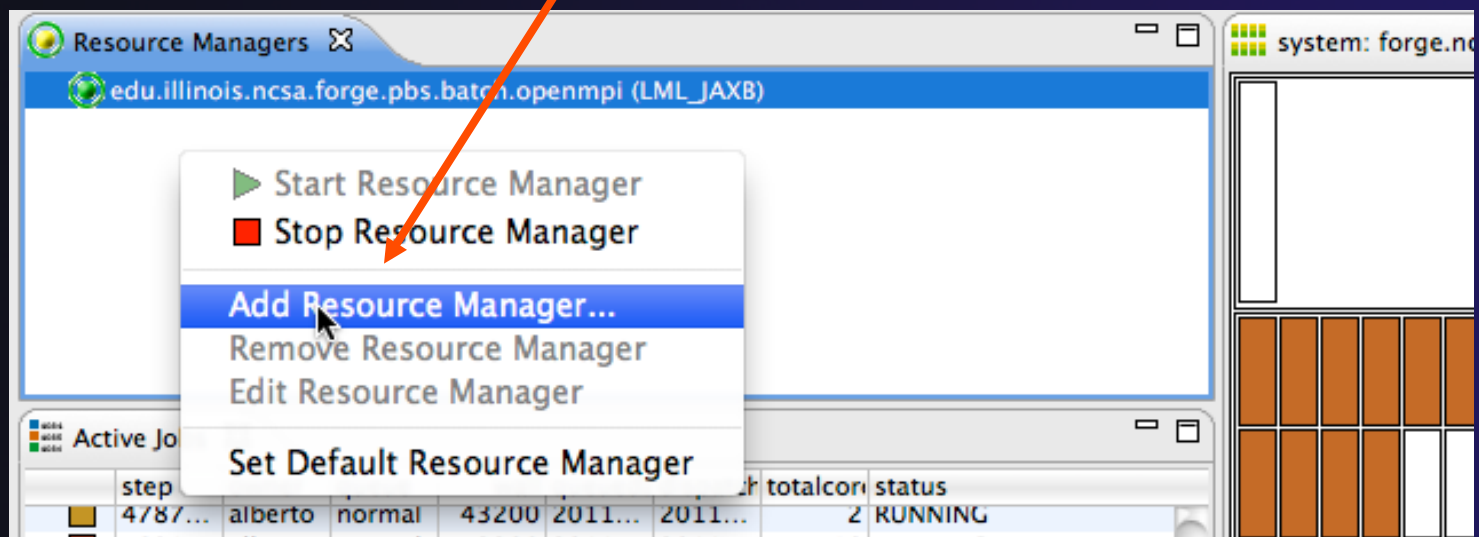 Resource Managers
system: forge.nc
edu.illinois.ncsa.forge.pbs.batch.openmpi (LML_JAXB)
Start Resource Manager
Stop Resource Manager
Add Resource Manager...
Remove Resource Manager
Edit Resource Manager
Set Default Resource Manager
Active Jo
step totalcor status
4787... alberto normal 43200 2011... 2011... 2 RUNNING